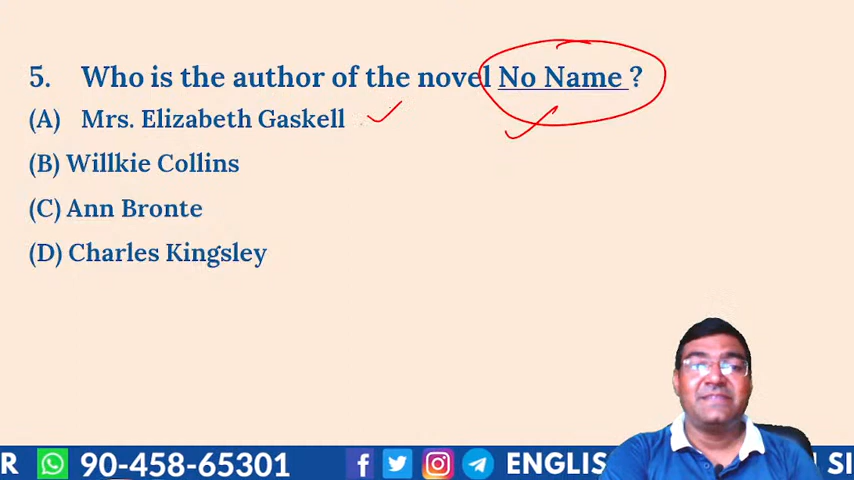 5. Who is the author of the novel No Name ?
(A) Mrs. Elizabeth Gaskell
(B) Willkie Collins
(C) Ann Bronte
(D) Charles Kingsley
R 90-458-65301 ENGLIS N SI